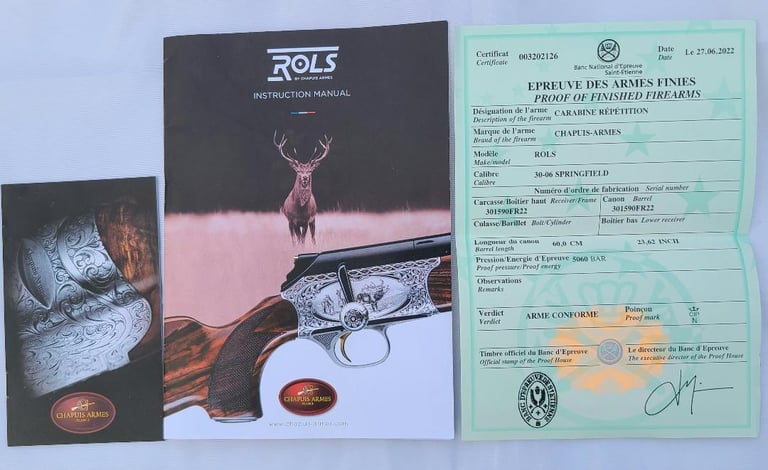 CHAPUIS ARMES
FRANCE
ROLS
BY CHAPUIS ARMES
INSTRUCTION MANUAL
CHAPUIS ARMES
FRANCE
www.chapuis-armes.com
Certificat 003202126
Certificate
Banc National d'Epreuve
Saint-Etienne
Date Le 27.06.2022
Date
EPREUVE DES ARMES FINIES
PROOF OF FINISHED FIREARMS
Désignation de l'arme CARABINE RÉPÉTITION
Description of the firearm
Marque de l'arme CHAPUIS-ARMES
Brand of the firearm
Modèle ROLS
Make/model
Calibre 30-06 SPRINGFIELD
Calibre
Numéro d'ordre de fabrication Serial number
Carcasse/Boitier haut Receiver/Frame
301590FR22
Canon Barrel
301590FR22
Culasse/Barillet Bolt/Cylinder
Boitier bas Lower receiver
Longueur du canon 60,0 CM 23,62 INCH
Barrel length
Pression/Energie d'Epreuve 5060 BAR
Proof pressure/Proof energy
Observations
Remarks
Verdict ARME CONFORME
Verdict
Poinçon
Proof mark
CIP
N
Timbre officiel du Banc d'Epreuve
Official stamp of the Proof House
Le directeur du Banc d'Epreuve
The executive director of the Proof House